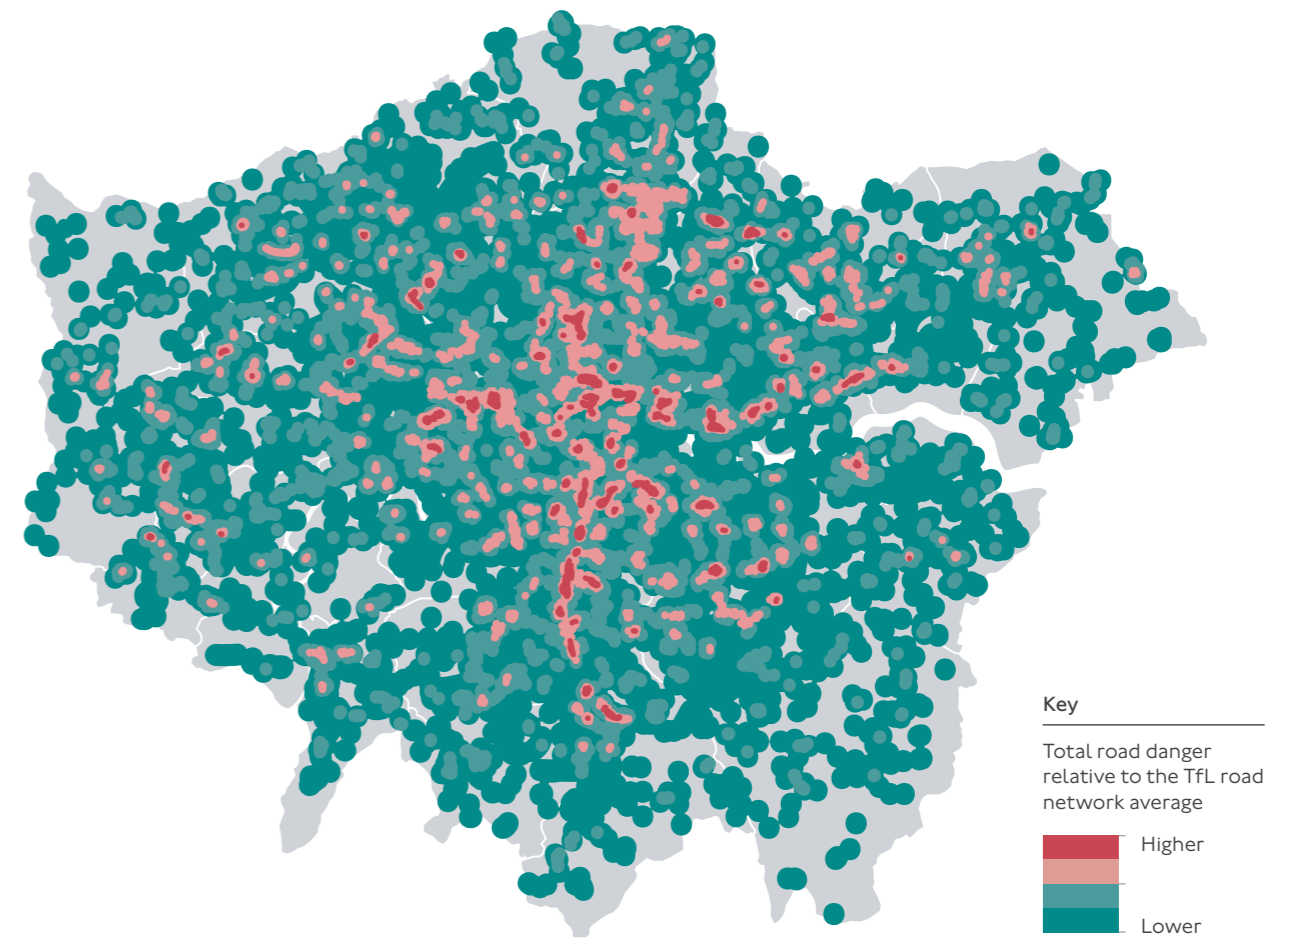 Key
Total road danger
relative to the TfL road
network average
Higher
Lower